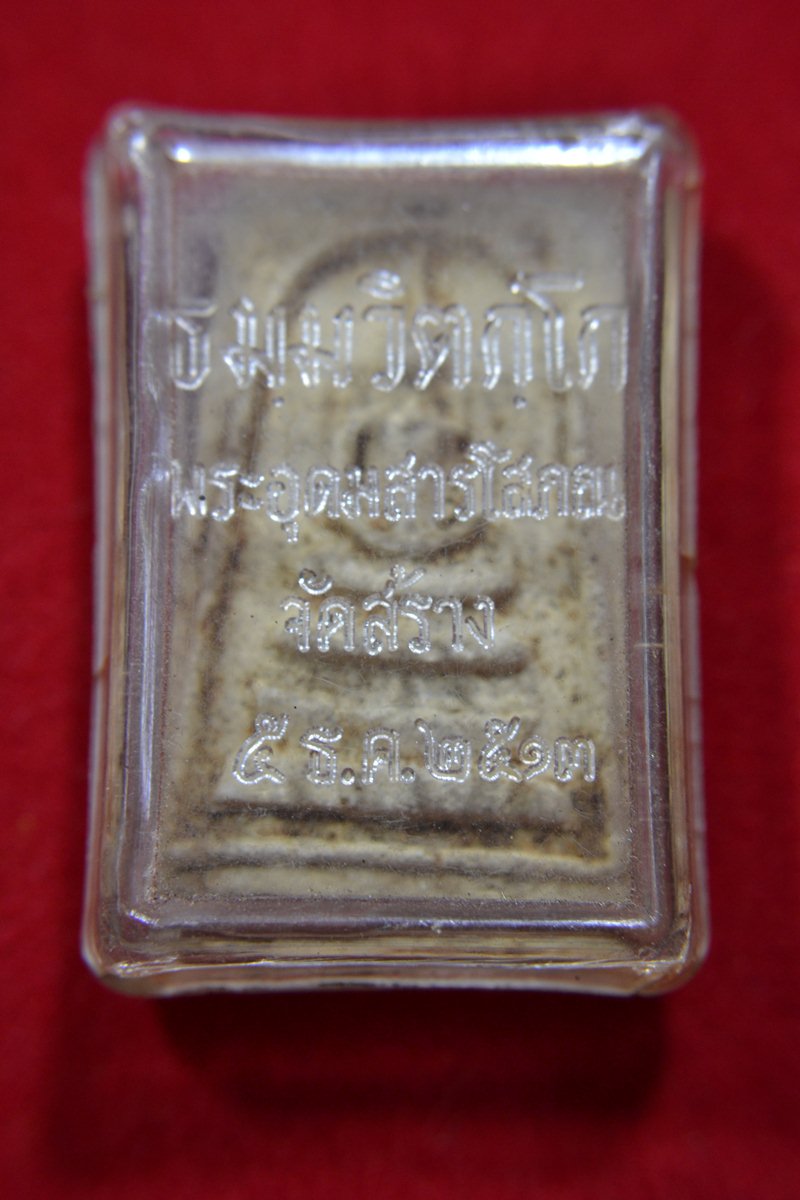 ธมฺมวิตกฺโก
พระอุดมสารโสภณ
จัดสร้าง
๕ ธ.ค.๒๕๑๓